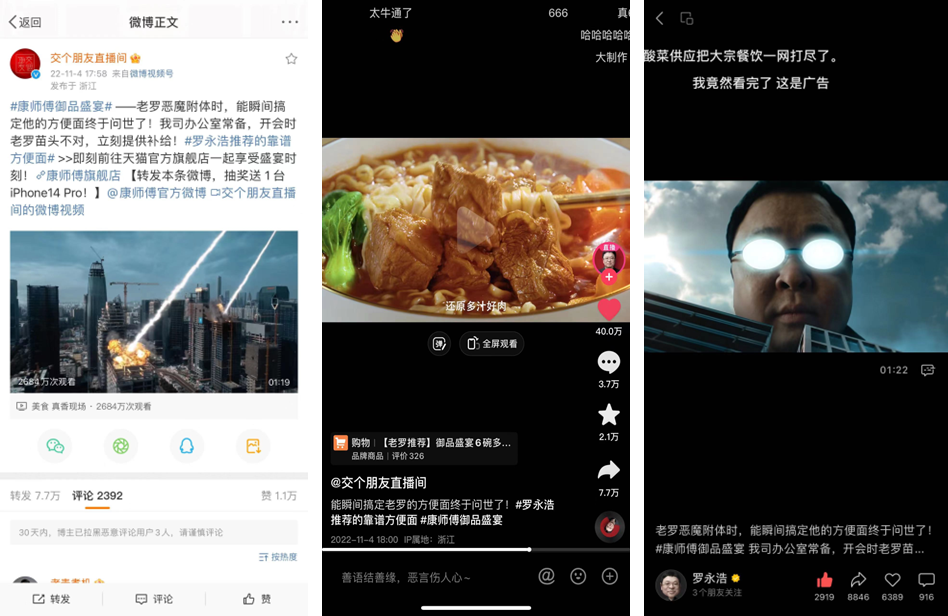 返回
微博正文
交个朋友直播间
22-11-4 17:58 来自微博视频号
发布于 浙江
#康师傅御品盛宴# ——老罗恶魔附体时，能瞬间搞
定他的方便面终于问世了！我司办公室常备，开会时
老罗苗头不对，立刻提供补给！#罗永浩推荐的靠谱
方便面# >>即刻前往天猫官方旗舰店一起享受盛宴时
刻！康师傅旗舰店 【转发本条微博，抽奖送 1 台
iPhone14 Pro！】@康师傅官方微博 交个朋友直播
间的微博视频
2684万次观看
01:19
美食 真香现场·2684万次观看
转发 7.7万
评论 2392
赞 1.1万
30天内，博主已拉黑恶意评论用户3人，请谨慎评论
按热度
转发
评论
赞
太牛通了
666
哈哈哈哈哈
大制作
还原多汁好肉
直播
全屏观看
弹
40.0万
3.7万
2.1万
7.7万
购物 | 【老罗推荐】御品盛宴6碗多...
品牌商品 | 评价326
@交个朋友直播间
能瞬间搞定老罗的方便面终于问世了！#罗永浩
推荐的靠谱方便面 #康师傅御品盛宴
2022-11-4 18:00 IP属地：浙江
善语结善缘，恶言伤人心~
酸菜供应把大宗餐饮一网打尽了。
我竟然看完了 这是广告
01:22
老罗恶魔附体时，能瞬间搞定他的方便面终于问世了！
#康师傅御品盛宴 我司办公室常备，开会时老罗苗...
罗永浩
3个朋友关注
2919
8846
6389
916